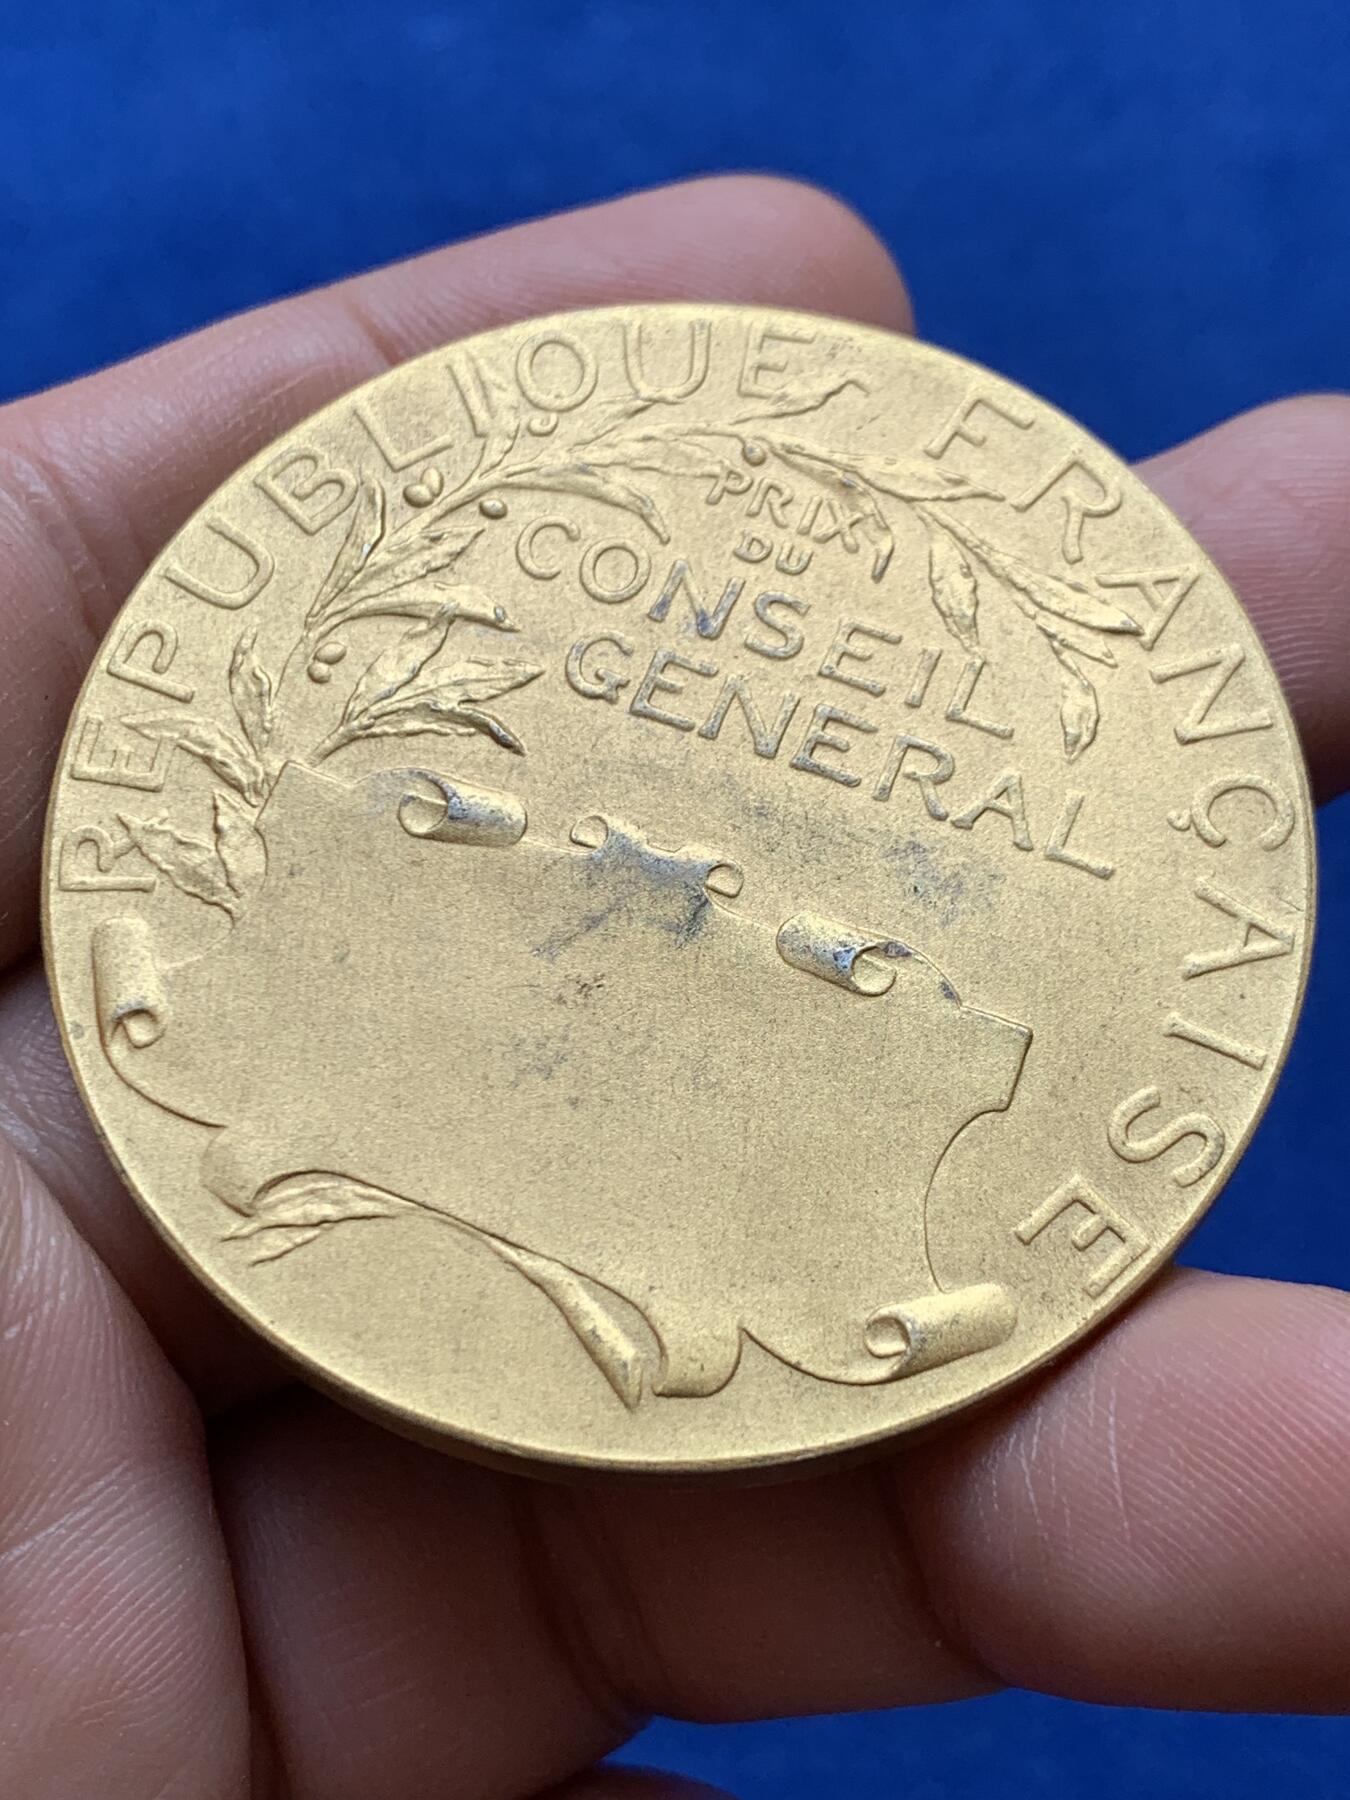 REPUBLIQUE FRANÇAISE
PRIX
DU
CONSEIL
GENERAL